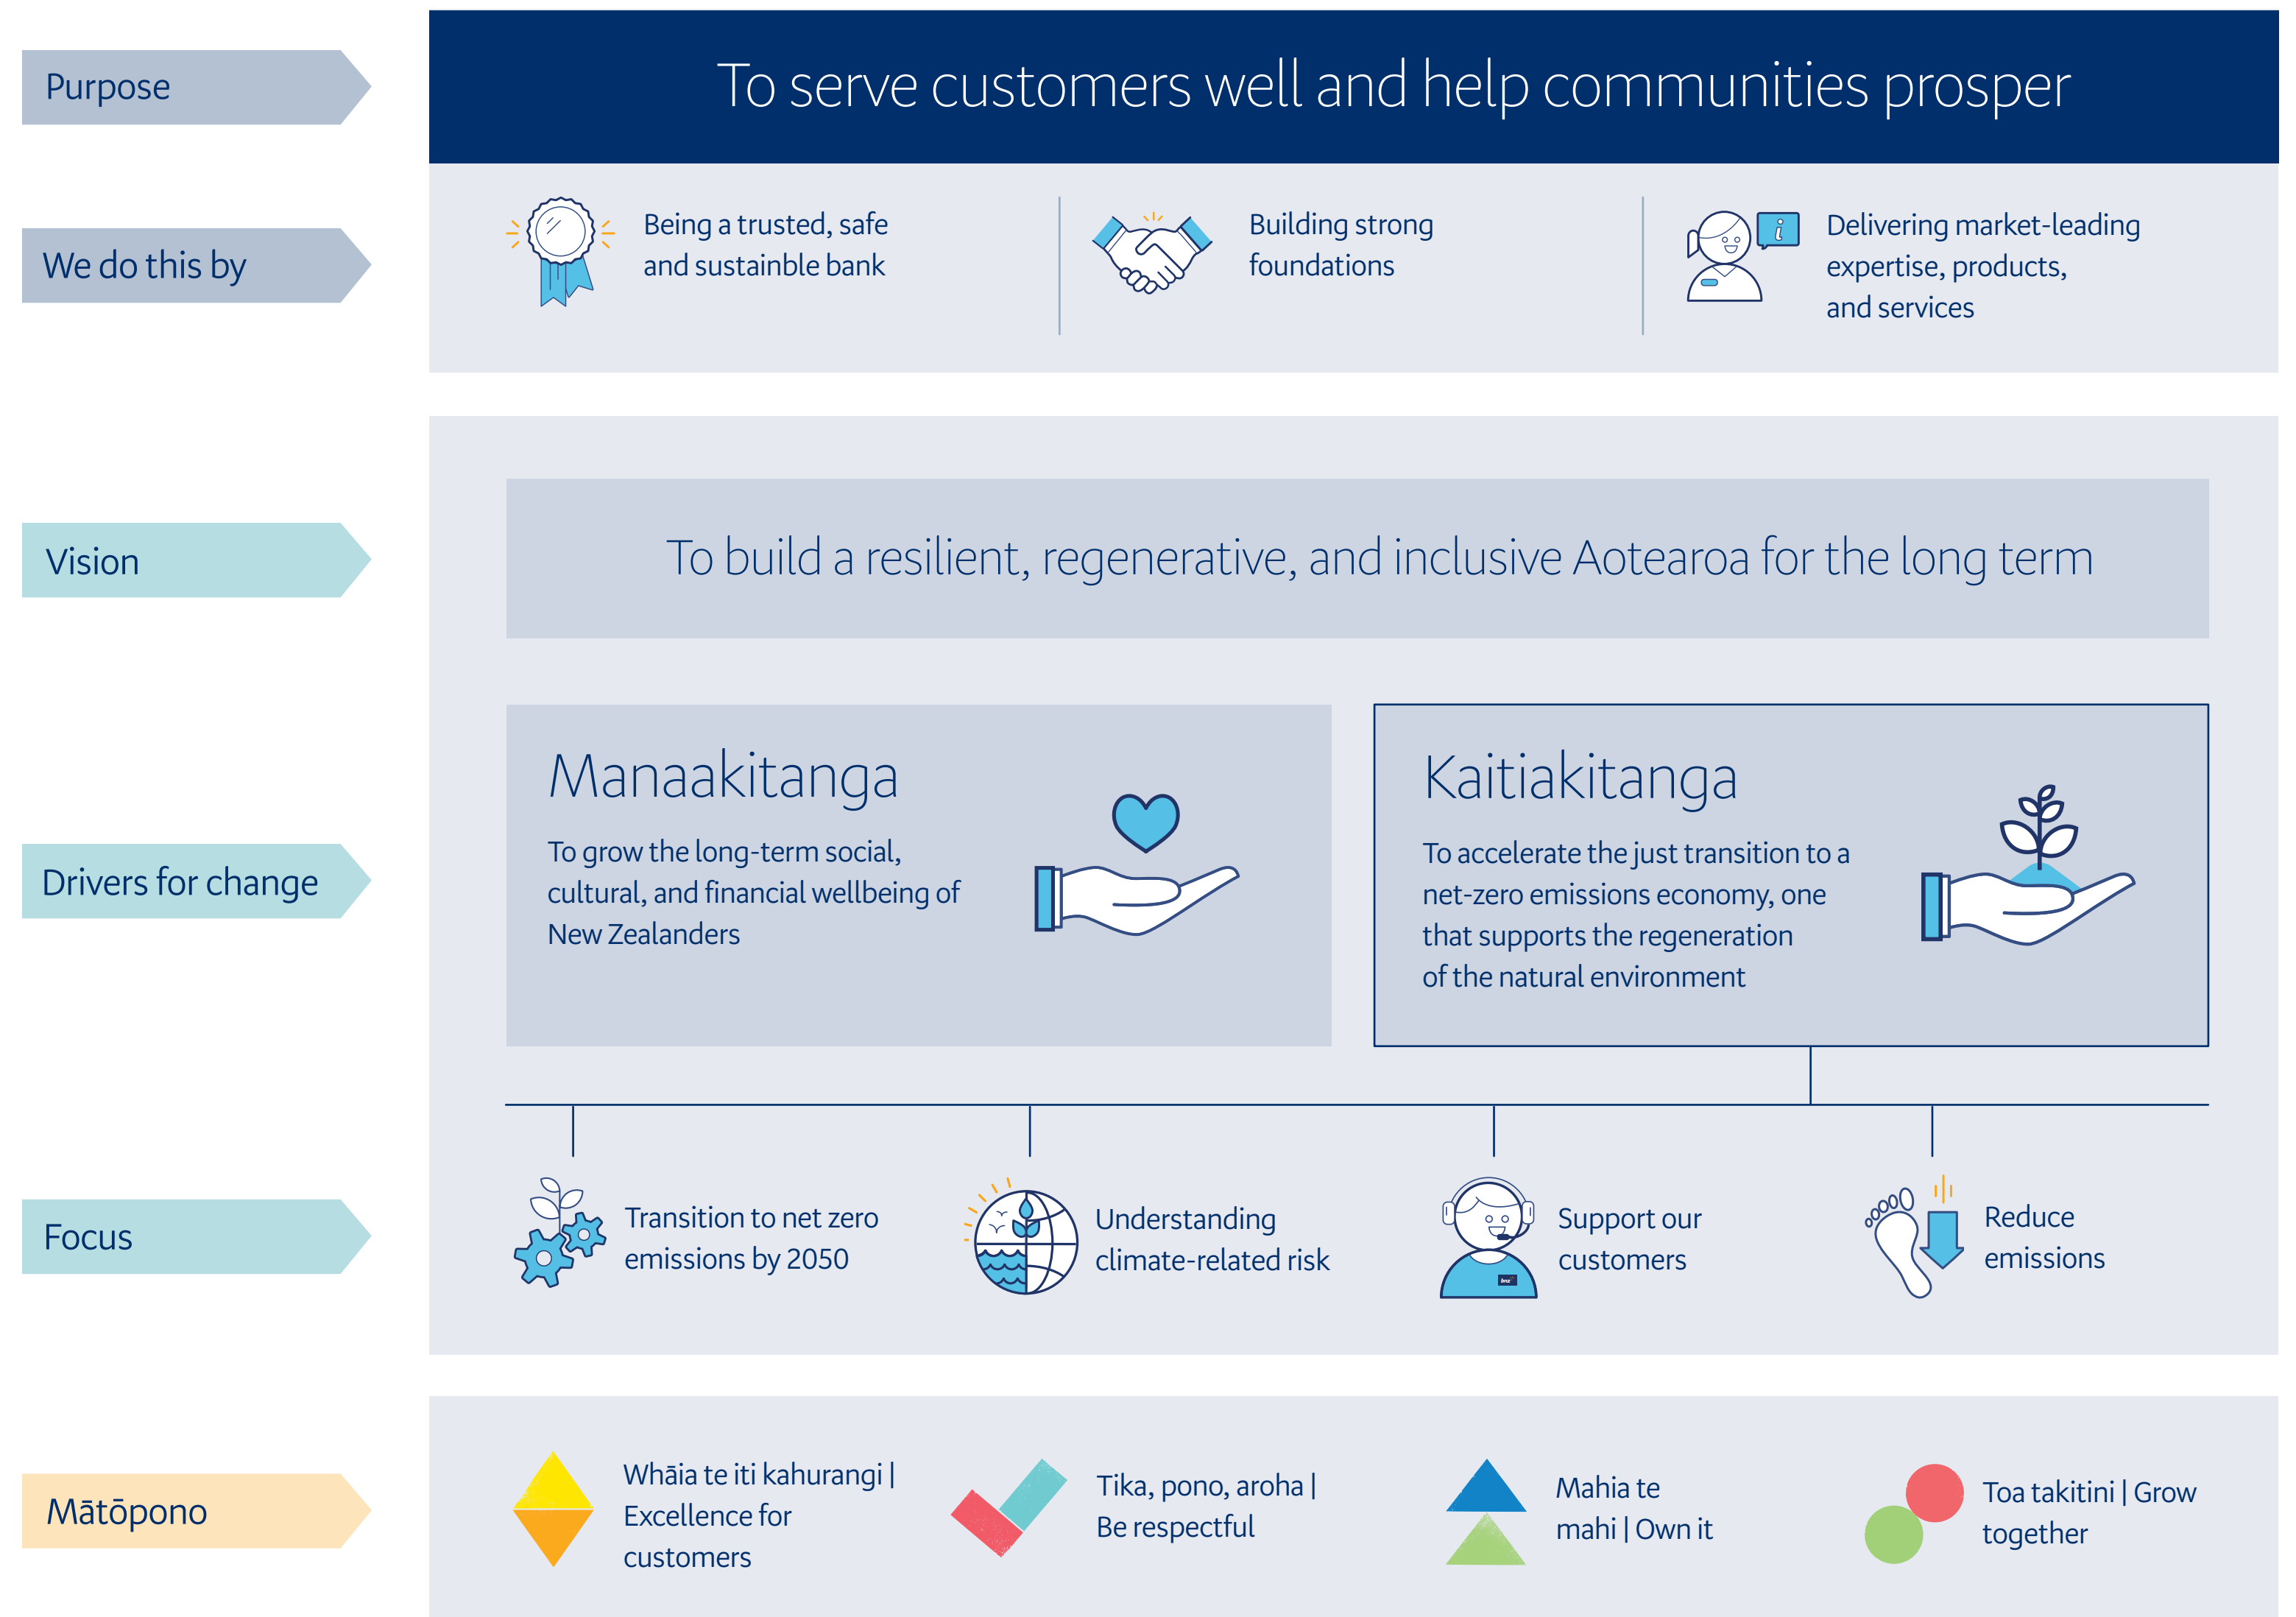 Purpose
To serve customers well and help communities prosper
We do this by
Being a trusted, safe
and sustainble bank
Building strong
foundations
Delivering market-leading
expertise, products,
and services
Vision
To build a resilient, regenerative, and inclusive Aotearoa for the long term
Drivers for change
Manaakitanga
To grow the long-term social,
cultural, and financial wellbeing of
New Zealanders
Kaitiakitanga
To accelerate the just transition to a
net-zero emissions economy, one
that supports the regeneration
of the natural environment
Focus
Transition to net zero
emissions by 2050
Understanding
climate-related risk
bnz
Support our
customers
Reduce
emissions
Mātōpono
Whāia te iti kahurangi |
Excellence for
customers
Tika, pono, aroha |
Be respectful
Mahia te
mahi | Own it
Toa takitini | Grow
together